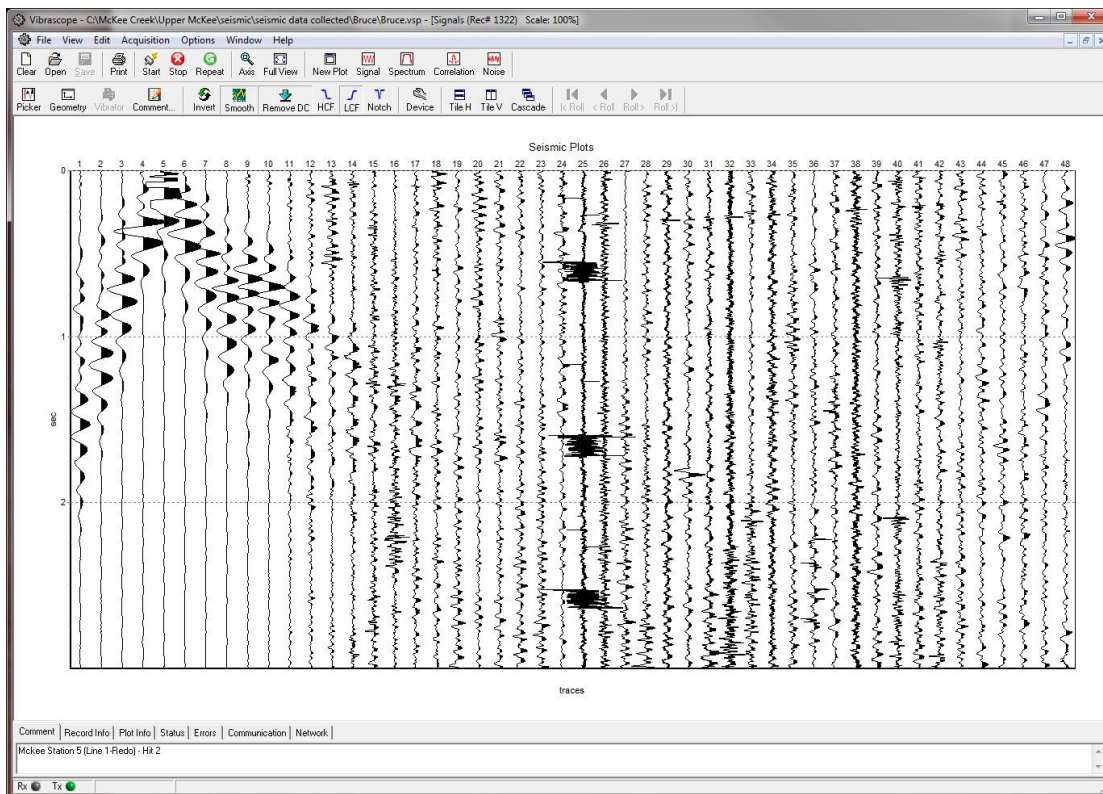 Vibrascope - C:\McKee Creek\Upper McKee\seismic\seismic data collected\Bruce\Bruce.vsp - [Signals (Rec# 1322) Scale: 100%]
File View Edit Acquisition Options Window Help
Clear Open Save Print Start Stop Repeat Axis Full View New Plot Signal Spectrum Correlation Noise
Picker Geometry Vibrator Comment... Invert Smooth Remove DC HCF LCF Notch Device Tile H Tile V Cascade |< Roll < Roll Roll > Roll >|
Seismic Plots
1 2 3 4 5 6 7 8 9 10 11 12 13 14 15 16 17 18 19 20 21 22 23 24 25 26 27 28 29 30 31 32 33 34 35 36 37 38 39 40 41 42 43 44 45 46 47 48
0
1
sec
2
traces
Comment Record Info Plot Info Status Errors Communication Network
Mckee Station 5 (Line 1-Redo) - Hit 2
Rx Tx